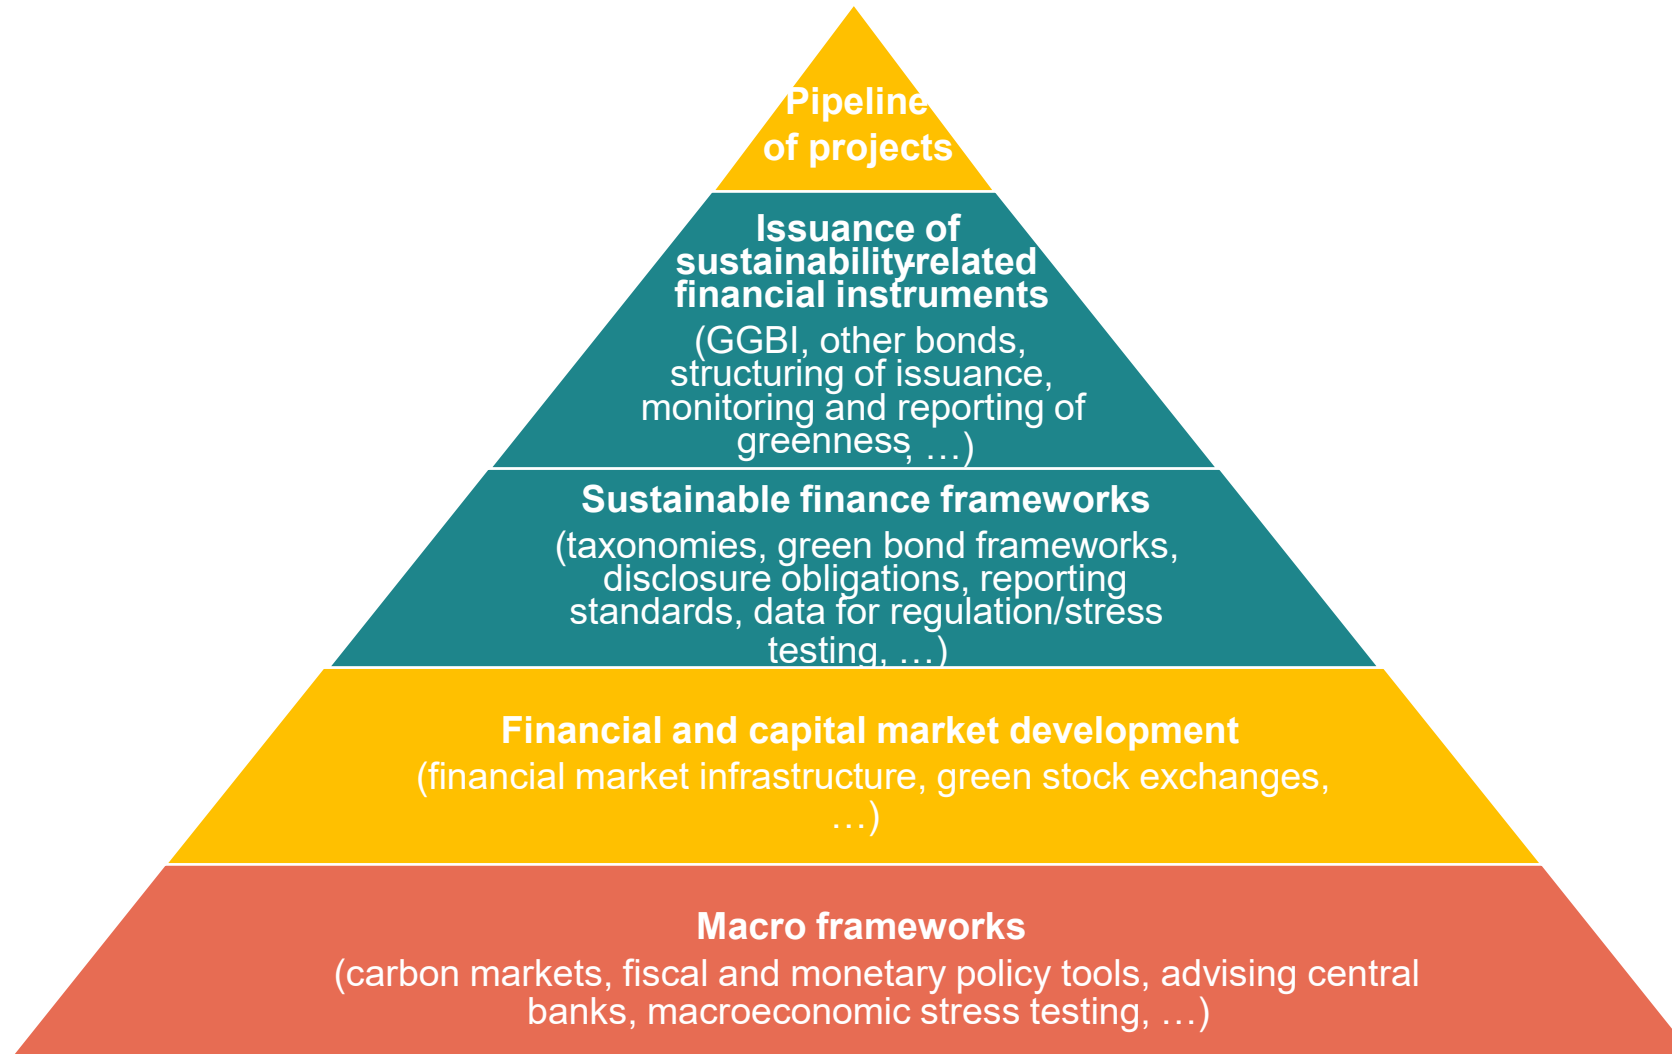 Pipeline
of projects
Issuance of
sustainability-related
financial instruments
(GGBI, other bonds,
structuring of issuance,
monitoring and reporting of
greenness, …)
Sustainable finance frameworks
(taxonomies, green bond frameworks,
disclosure obligations, reporting
standards, data for regulation/stress
testing, …)
Financial and capital market development
(financial market infrastructure, green stock exchanges,
…)
Macro frameworks
(carbon markets, fiscal and monetary policy tools, advising central
banks, macroeconomic stress testing, …)